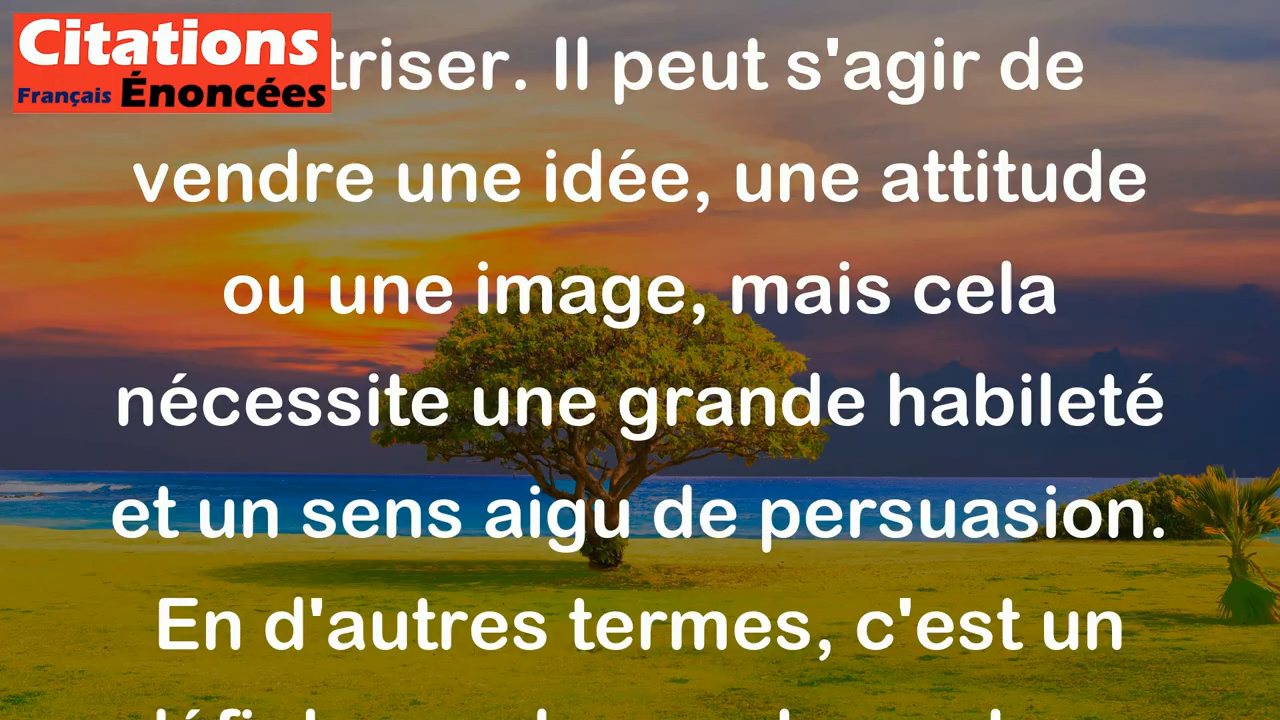 Citations
Français Énoncées
triser. Il peut s'agir de
vendre une idée, une attitude
ou une image, mais cela
nécessite une grande habileté
et un sens aigu de persuasion.
En d'autres termes, c'est un